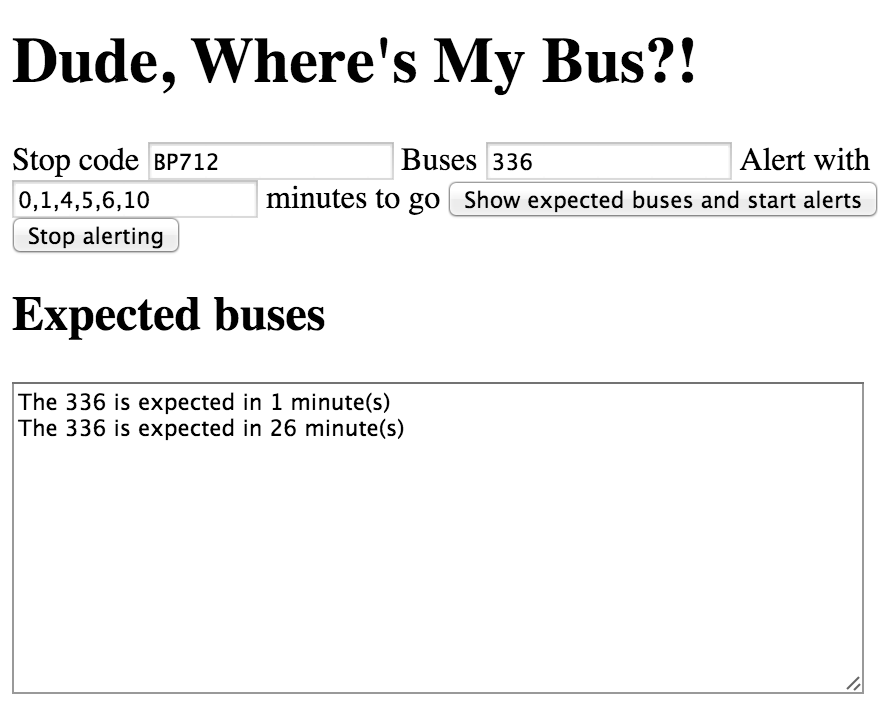 Dude, Where's My Bus?!
Stop code BP712 Buses 336 Alert with
0,1,4,5,6,10 minutes to go Show expected buses and start alerts
Stop alerting
Expected buses
The 336 is expected in 1 minute(s)
The 336 is expected in 26 minute(s)